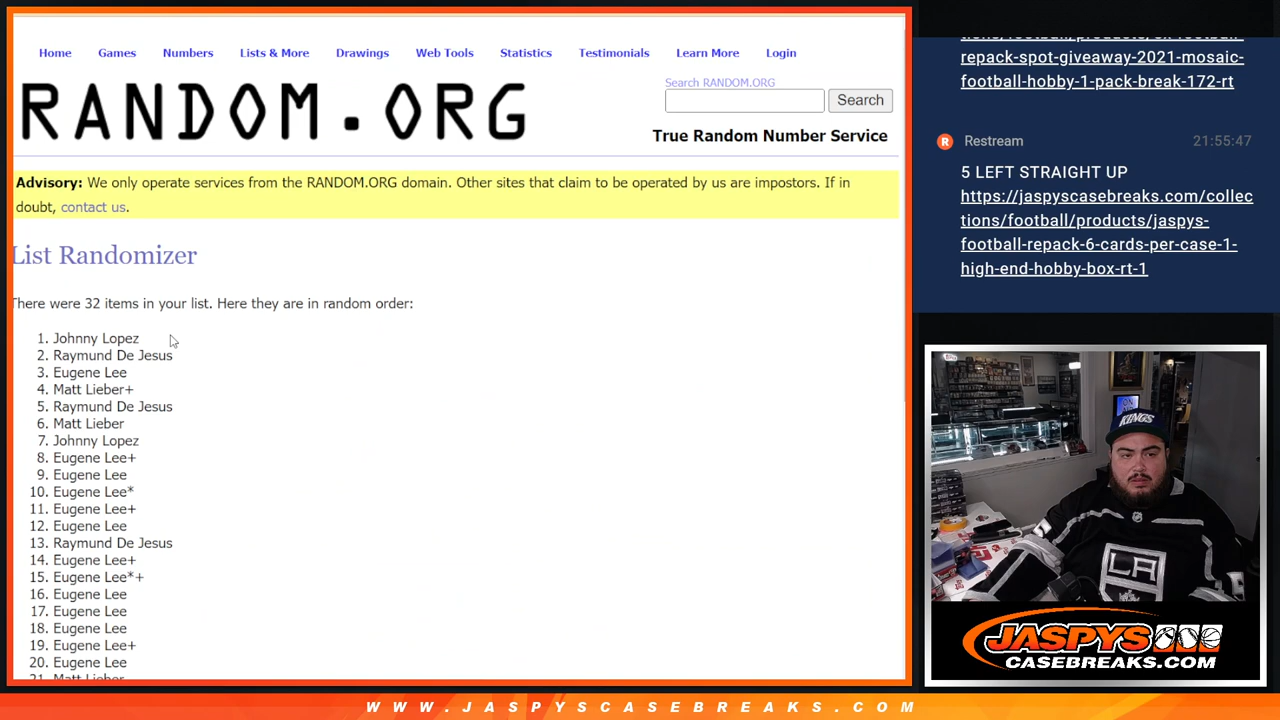 Home Games Numbers Lists & More Drawings Web Tools Statistics Testimonials Learn More Login
RANDOM.ORG
Search RANDOM.ORG
Search
True Random Number Service
Advisory: We only operate services from the RANDOM.ORG domain. Other sites that claim to be operated by us are impostors. If in
doubt, contact us.
List Randomizer
There were 32 items in your list. Here they are in random order:
1. Johnny Lopez
2. Raymund De Jesus
3. Eugene Lee
4. Matt Lieber+
5. Raymund De Jesus
6. Matt Lieber
7. Johnny Lopez
8. Eugene Lee+
9. Eugene Lee
10. Eugene Lee*
11. Eugene Lee+
12. Eugene Lee
13. Raymund De Jesus
14. Eugene Lee+
15. Eugene Lee*+
16. Eugene Lee
17. Eugene Lee
18. Eugene Lee
19. Eugene Lee+
20. Eugene Lee
21. Matt Lieber
repack-spot-giveaway-2021-mosaic-
football-hobby-1-pack-break-172-rt
R Restream 21:55:47
5 LEFT STRAIGHT UP
https://jaspyscasebreaks.com/collec
tions/football/products/jaspys-
football-repack-6-cards-per-case-1-
high-end-hobby-box-rt-1
KINGS
LA
JASPYS
CASEBREAKS.COM
WWW.JASPYSCASEBREAKS.COM